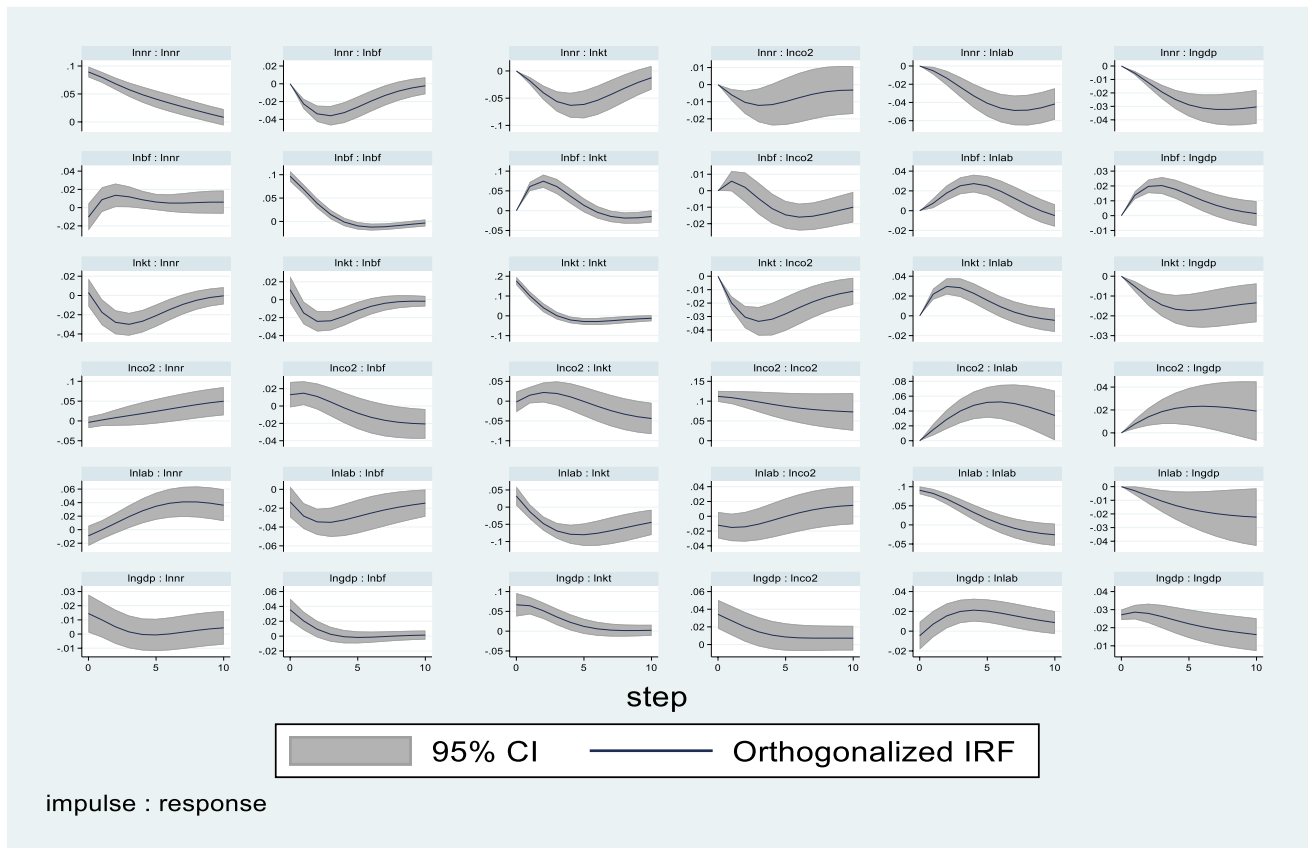 lnnr : lnnr	lnnr : lnbf	lnnr : lnkt	lnnr : lnco2	lnnr : lnlab	lnnr : lngdp
.1	.02	0	.01	0	0
.05	0	-.05	0	-.02	-.01
0	-.02	-.1	-.01	-.04	-.02
-.04	-.02	-.06	-.03
-.04
lnbf : lnnr	lnbf : lnbf	lnbf : lnkt	lnbf : lnco2	lnbf : lnlab	lnbf : lngdp
.04	.1	.1	.01	.04	.03
.02	.05	.05	0	.02	.02
0	0	0	-.01	0	.01
-.02	-.05	-.02	-.02	0
-.01
lnkt : lnnr	lnkt : lnbf	lnkt : lnkt	lnkt : lnco2	lnkt : lnlab	lnkt : lngdp
.02	.02	.2	0	.04	0
0	0	.1	-.01	.02	-.01
-.02	-.02	0	-.02	0	-.02
-.04	-.04	-.1	-.03	-.02	-.03
-.04
lnco2 : lnnr	lnco2 : lnbf	lnco2 : lnkt	lnco2 : lnco2	lnco2 : lnlab	lnco2 : lngdp
.1	.02	.05	.15	.08	.04
.05	0	0	.1	.06	.02
0	-.02	-.05	.05	.04	0
-.05	-.04	-.1	0	.02
0
lnlab : lnnr	lnlab : lnbf	lnlab : lnkt	lnlab : lnco2	lnlab : lnlab	lnlab : lngdp
.06	0	.05	.04	.1	0
.04	-.02	0	.02	.05	-.01
.02	-.04	-.05	0	0	-.02
0	-.06	-.1	-.02	-.05	-.03
-.02	-.04	-.04
lngdp : lnnr	lngdp : lnbf	lngdp : lnkt	lngdp : lnco2	lngdp : lnlab	lngdp : lngdp
.03	.06	.1	.06	.04	.04
.02	.04	.05	.04	.02	.03
.01	.02	0	.02	0	.02
0	0	-.05	0	-.02	.01
-.01	-.02
0	5	10	0	5	10	0	5	10	0	5	10	0	5	10	0	5	10
step
95% CI	Orthogonalized IRF
impulse : response